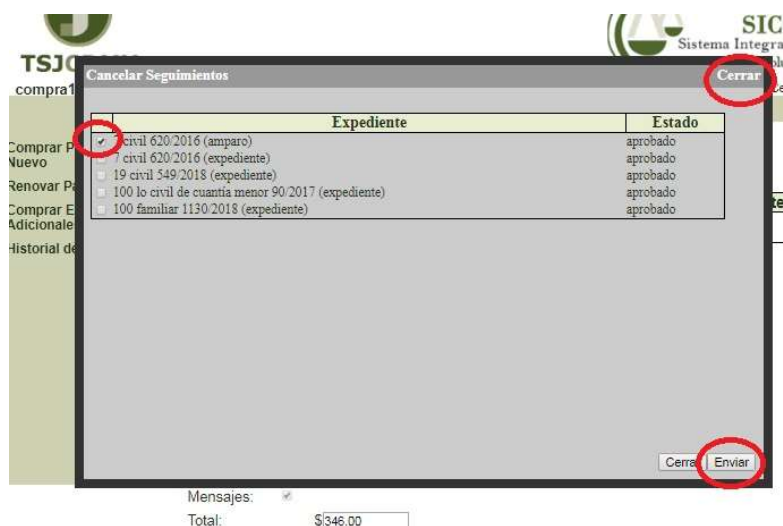 SIC
Sistema Integra
TSJC
compra1
Cancelar Seguimientos Cerrar
Expediente Estado
civil 620/2016 (amparo) aprobado
7 civil 620/2016 (expediente) aprobado
19 civil 549/2018 (expediente) aprobado
100 lo civil de cuantía menor 90/2017 (expediente) aprobado
100 familiar 1130/2018 (expediente) aprobado
Comprar P
Nuevo
Renovar Pa
Comprar E
Adicionale
Historial de
Cerra Enviar
Mensajes:
Total: $346.00